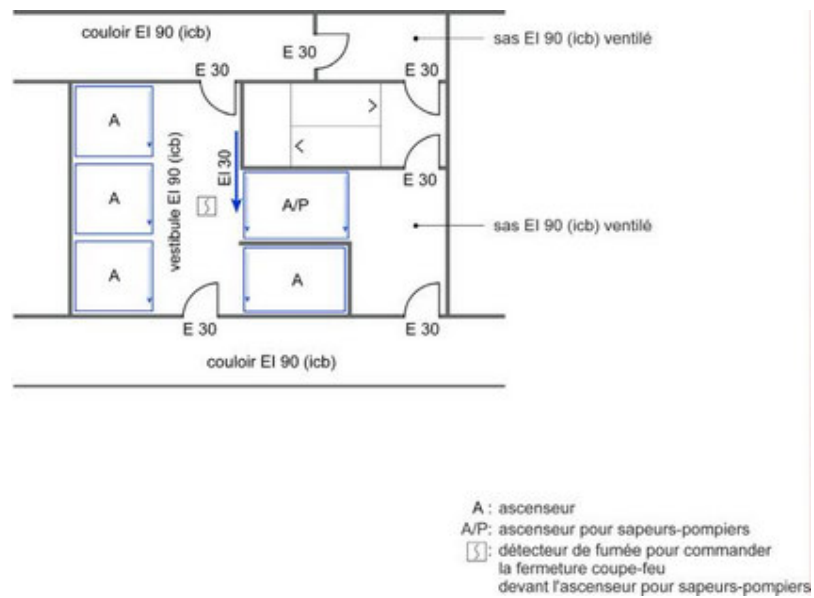 couloir EI 90 (icb)
sas EI 90 (icb) ventilé
E 30
E 30
E 30
A
vestibule EI 90 (icb)
EI 30
E 30
A
A/P
sas EI 90 (icb) ventilé
A
A
E 30
E 30
couloir EI 90 (icb)
A : ascenseur
A/P: ascenseur pour sapeurs-pompiers
: détecteur de fumée pour commander
la fermeture coupe-feu
devant l'ascenseur pour sapeurs-pompiers